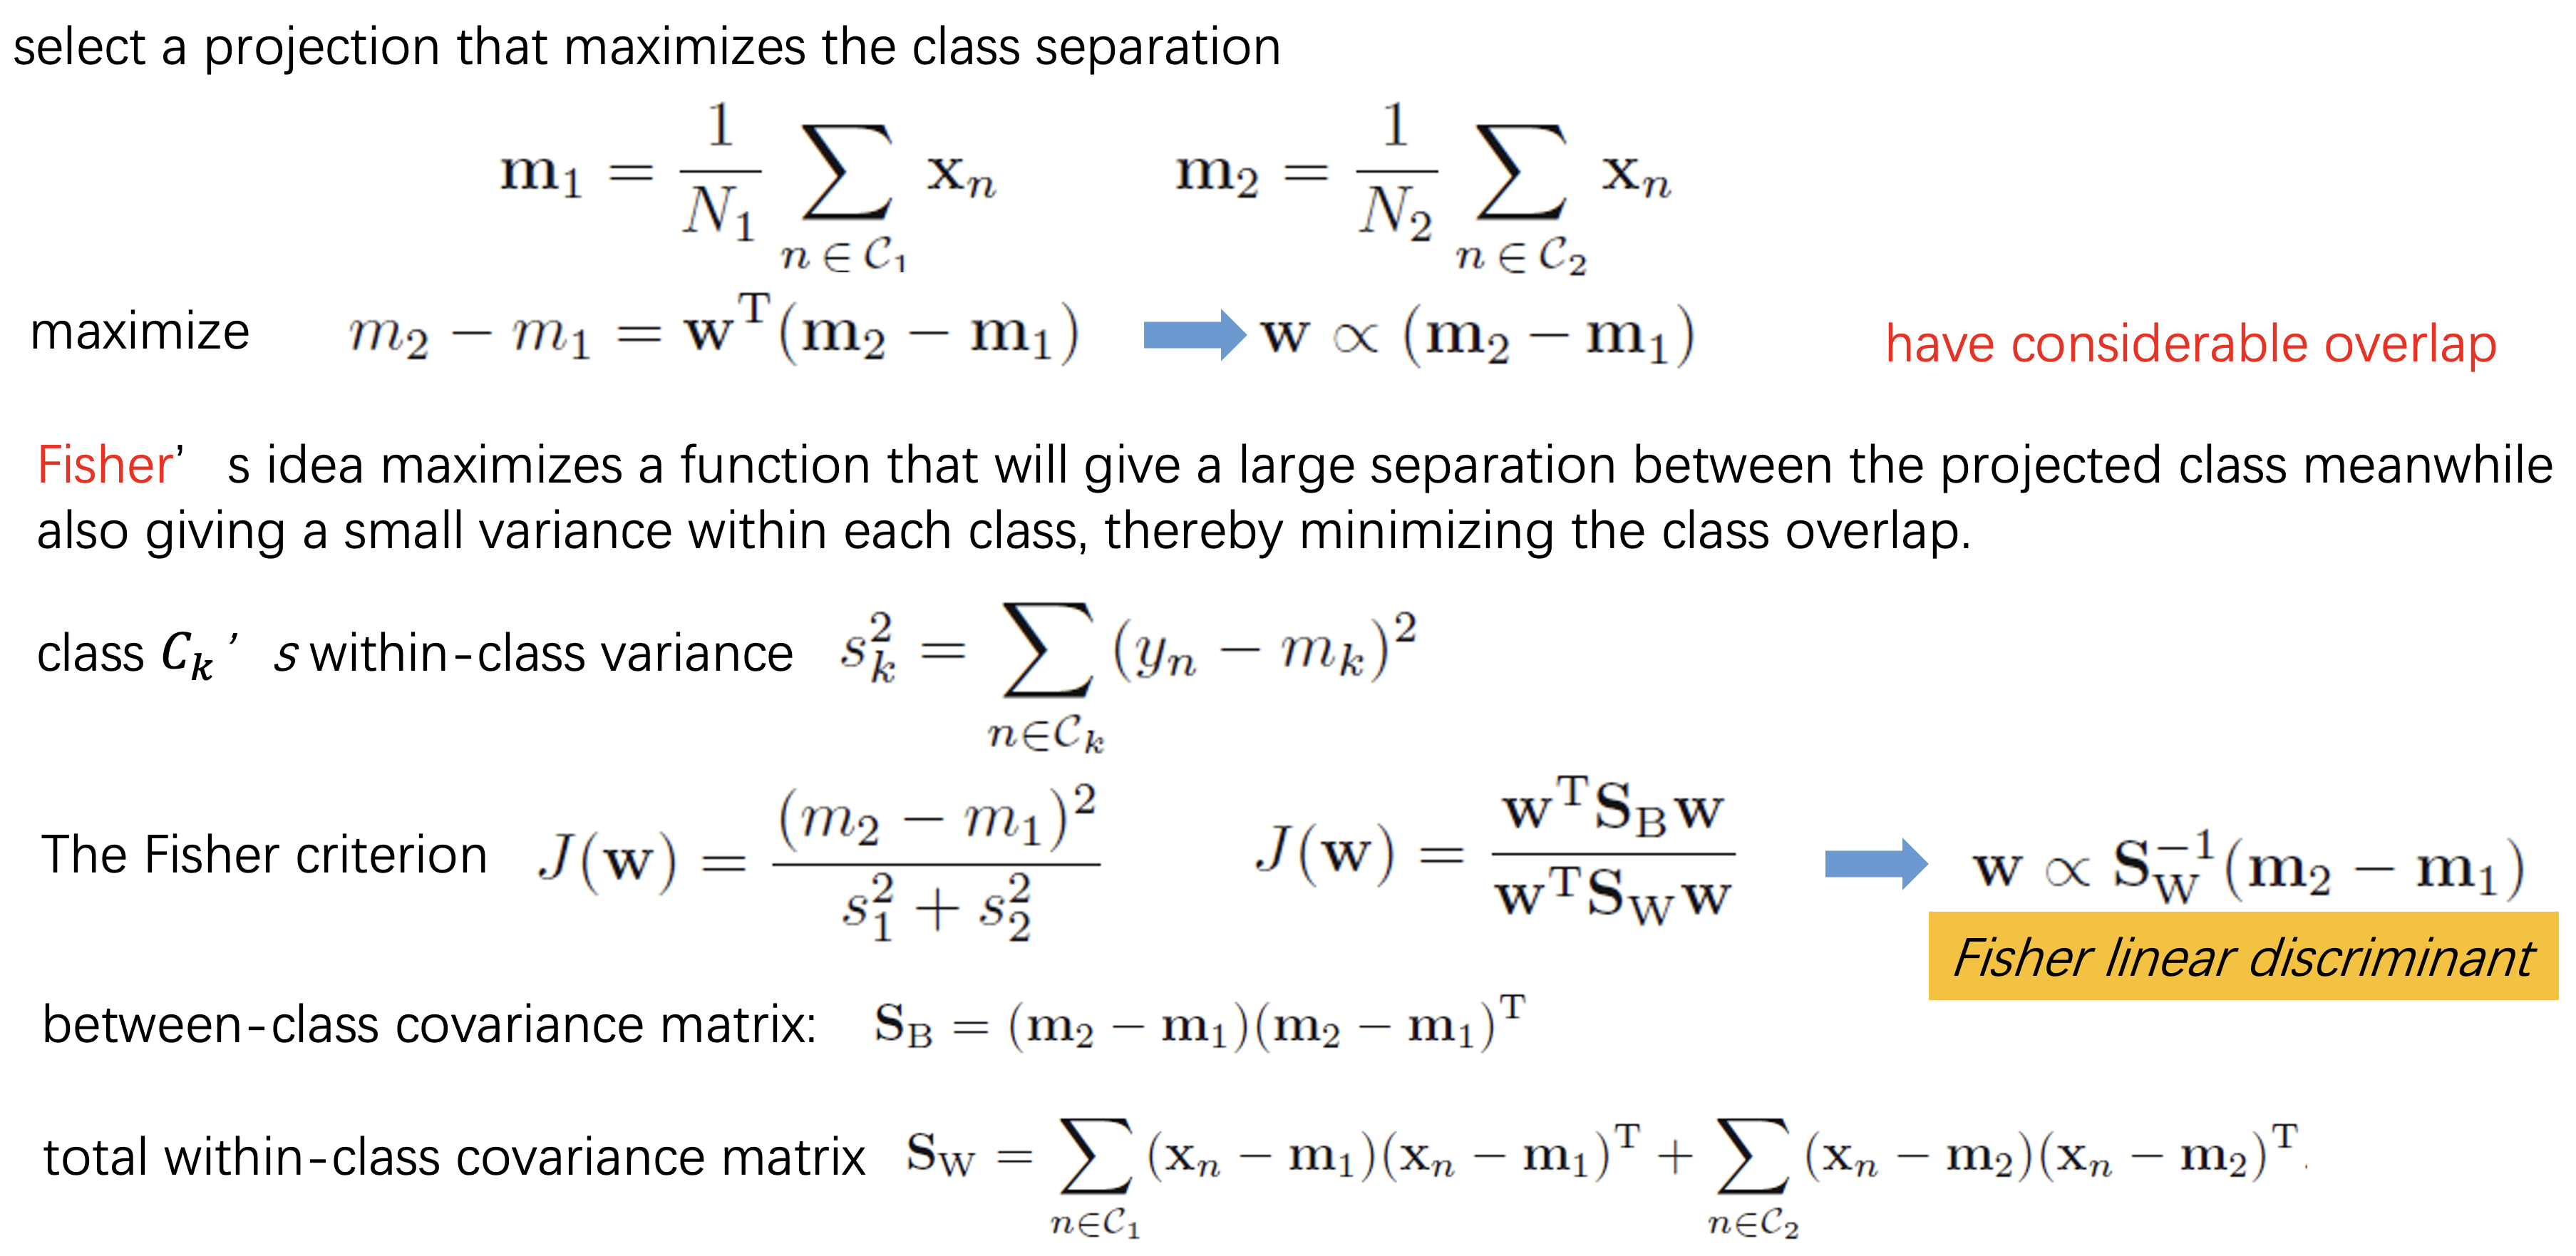 select a projection that maximizes the class separation
m₁ = 1/N₁ ∑_{n ∈ C₁} xₙ   m₂ = 1/N₂ ∑_{n ∈ C₂} xₙ
maximize m₂ − m₁ = wᵀ(m₂ − m₁) w ∝ (m₂ − m₁) have considerable overlap
Fisher’ s idea maximizes a function that will give a large separation between the projected class meanwhile
also giving a small variance within each class, thereby minimizing the class overlap.
class C_k ’ s within-class variance s_k² = ∑_{n∈C_k} (yₙ − m_k)²
The Fisher criterion J(w) = (m₂ − m₁)² / (s₁² + s₂²)   J(w) = wᵀS_B w / wᵀS_W w   w ∝ S_W⁻¹(m₂ − m₁)
Fisher linear discriminant
between-class covariance matrix: S_B = (m₂ − m₁)(m₂ − m₁)ᵀ
total within-class covariance matrix S_W = ∑_{n∈C₁} (xₙ − m₁)(xₙ − m₁)ᵀ + ∑_{n∈C₂} (xₙ − m₂)(xₙ − m₂)ᵀ.